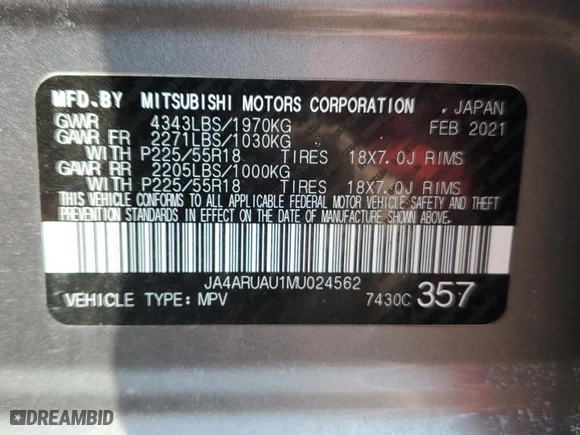 MFD.BY MITSUBISHI MOTORS CORPORATION . JAPAN
GVWR 4343LBS/1970KG FEB 2021
GAWR FR 2271LBS/1030KG
WITH P225/55R18 TIRES 18X7.0J RIMS
GAWR RR 2205LBS/1000KG
WITH P225/55R18 TIRES 18X7.0J RIMS
THIS VEHICLE CONFORMS TO ALL APPLICABLE FEDERAL MOTOR VEHICLE SAFETY AND THEFT
PREVENTION STANDARDS IN EFFECT ON THE DATE OF MANUFACTURE SHOWN ABOVE.
JA4ARUAU1MU024562
VEHICLE TYPE: MPV 7430C 357
DREAMBID